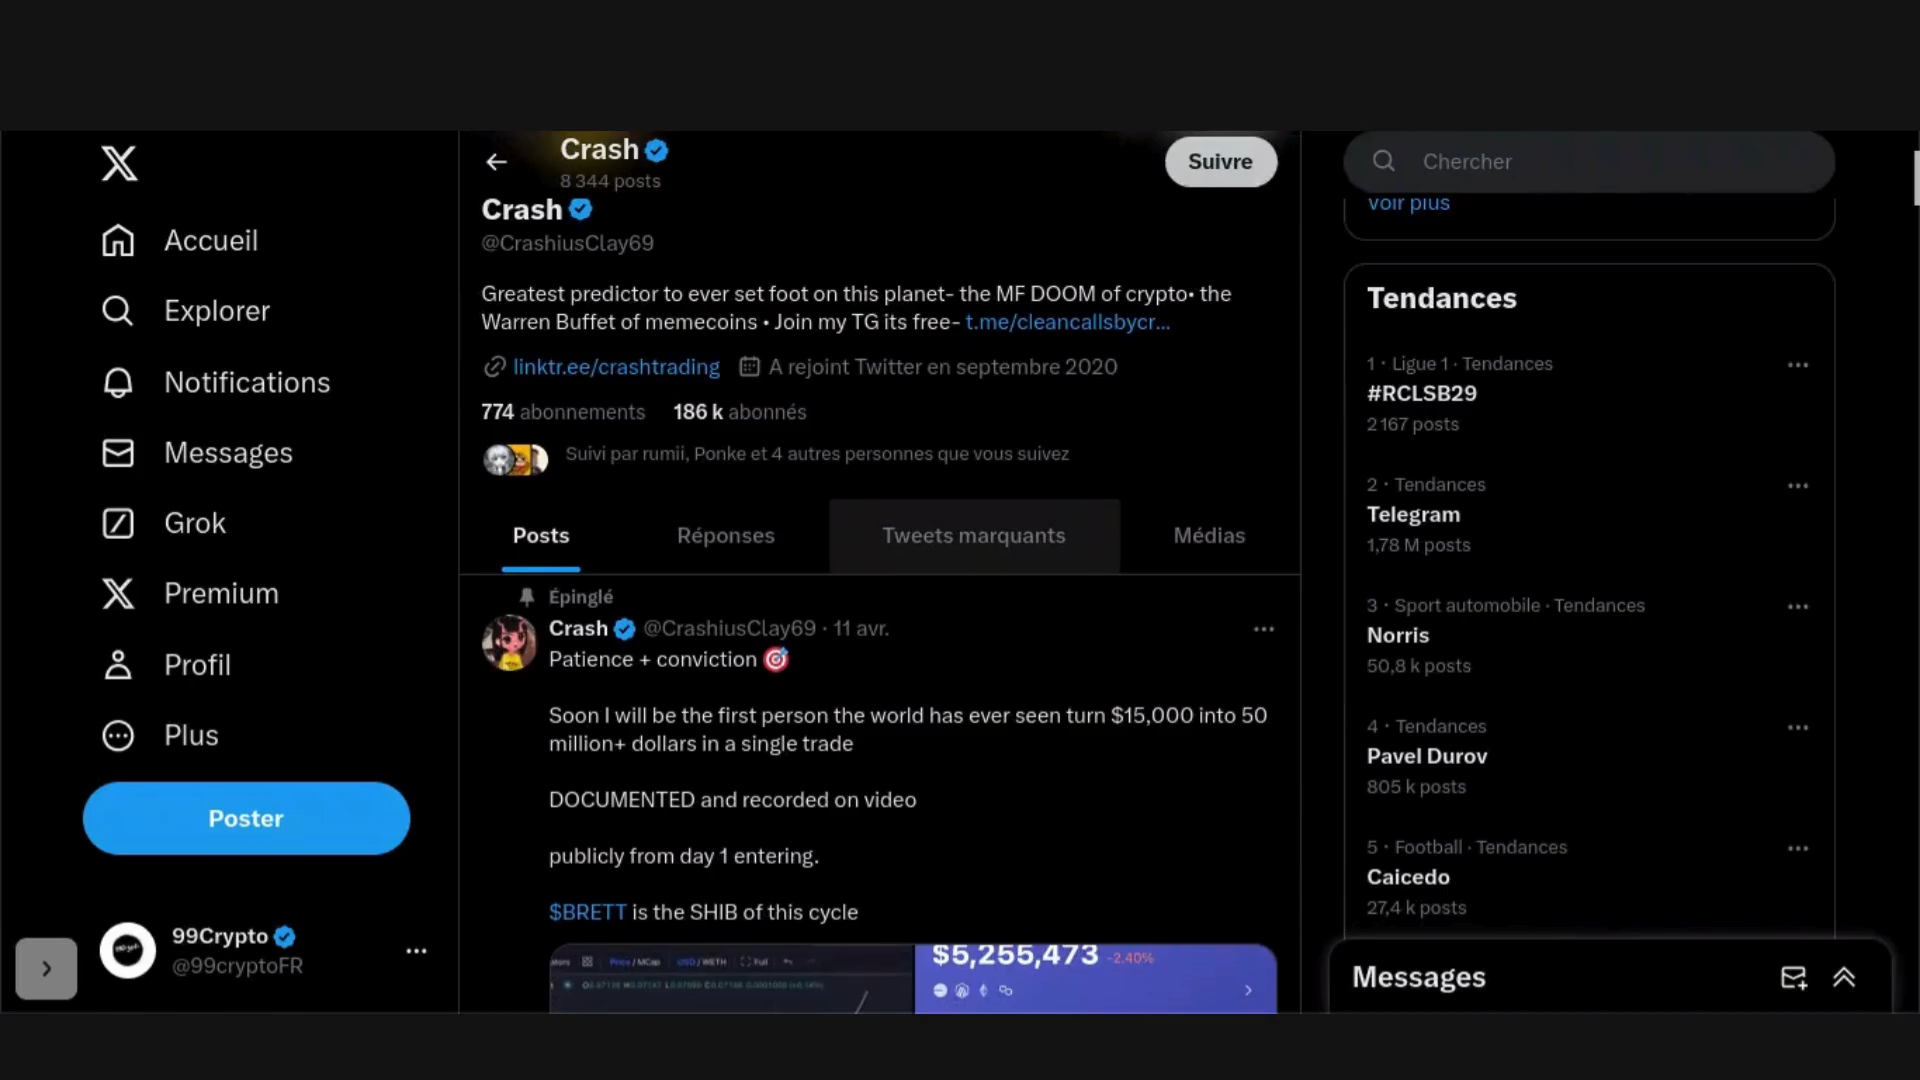 Accueil
Explorer
Notifications
Messages
Grok
Premium
Profil
Plus
Poster
99Crypto
@99cryptoFR
Crash
8 344 posts
Suivre
Crash
@CrashiusClay69
Greatest predictor to ever set foot on this planet- the MF DOOM of crypto• the
Warren Buffet of memecoins • Join my TG its free- t.me/cleancallsbycr...
linktr.ee/crashtrading A rejoint Twitter en septembre 2020
774 abonnements 186 k abonnés
Suivi par rumii, Ponke et 4 autres personnes que vous suivez
Posts Réponses Tweets marquants Médias
Épinglé
Crash @CrashiusClay69 · 11 avr.
Patience + conviction 🎯
Soon I will be the first person the world has ever seen turn $15,000 into 50
million+ dollars in a single trade
DOCUMENTED and recorded on video
publicly from day 1 entering.
$BRETT is the SHIB of this cycle
Price / MCap USD / WETH Full
$5,255,473 -2.40%
Chercher
Voir plus
Tendances
1 · Ligue 1 · Tendances
#RCLSB29
2 167 posts
2 · Tendances
Telegram
1,78 M posts
3 · Sport automobile · Tendances
Norris
50,8 k posts
4 · Tendances
Pavel Durov
805 k posts
5 · Football · Tendances
Caicedo
27,4 k posts
Messages